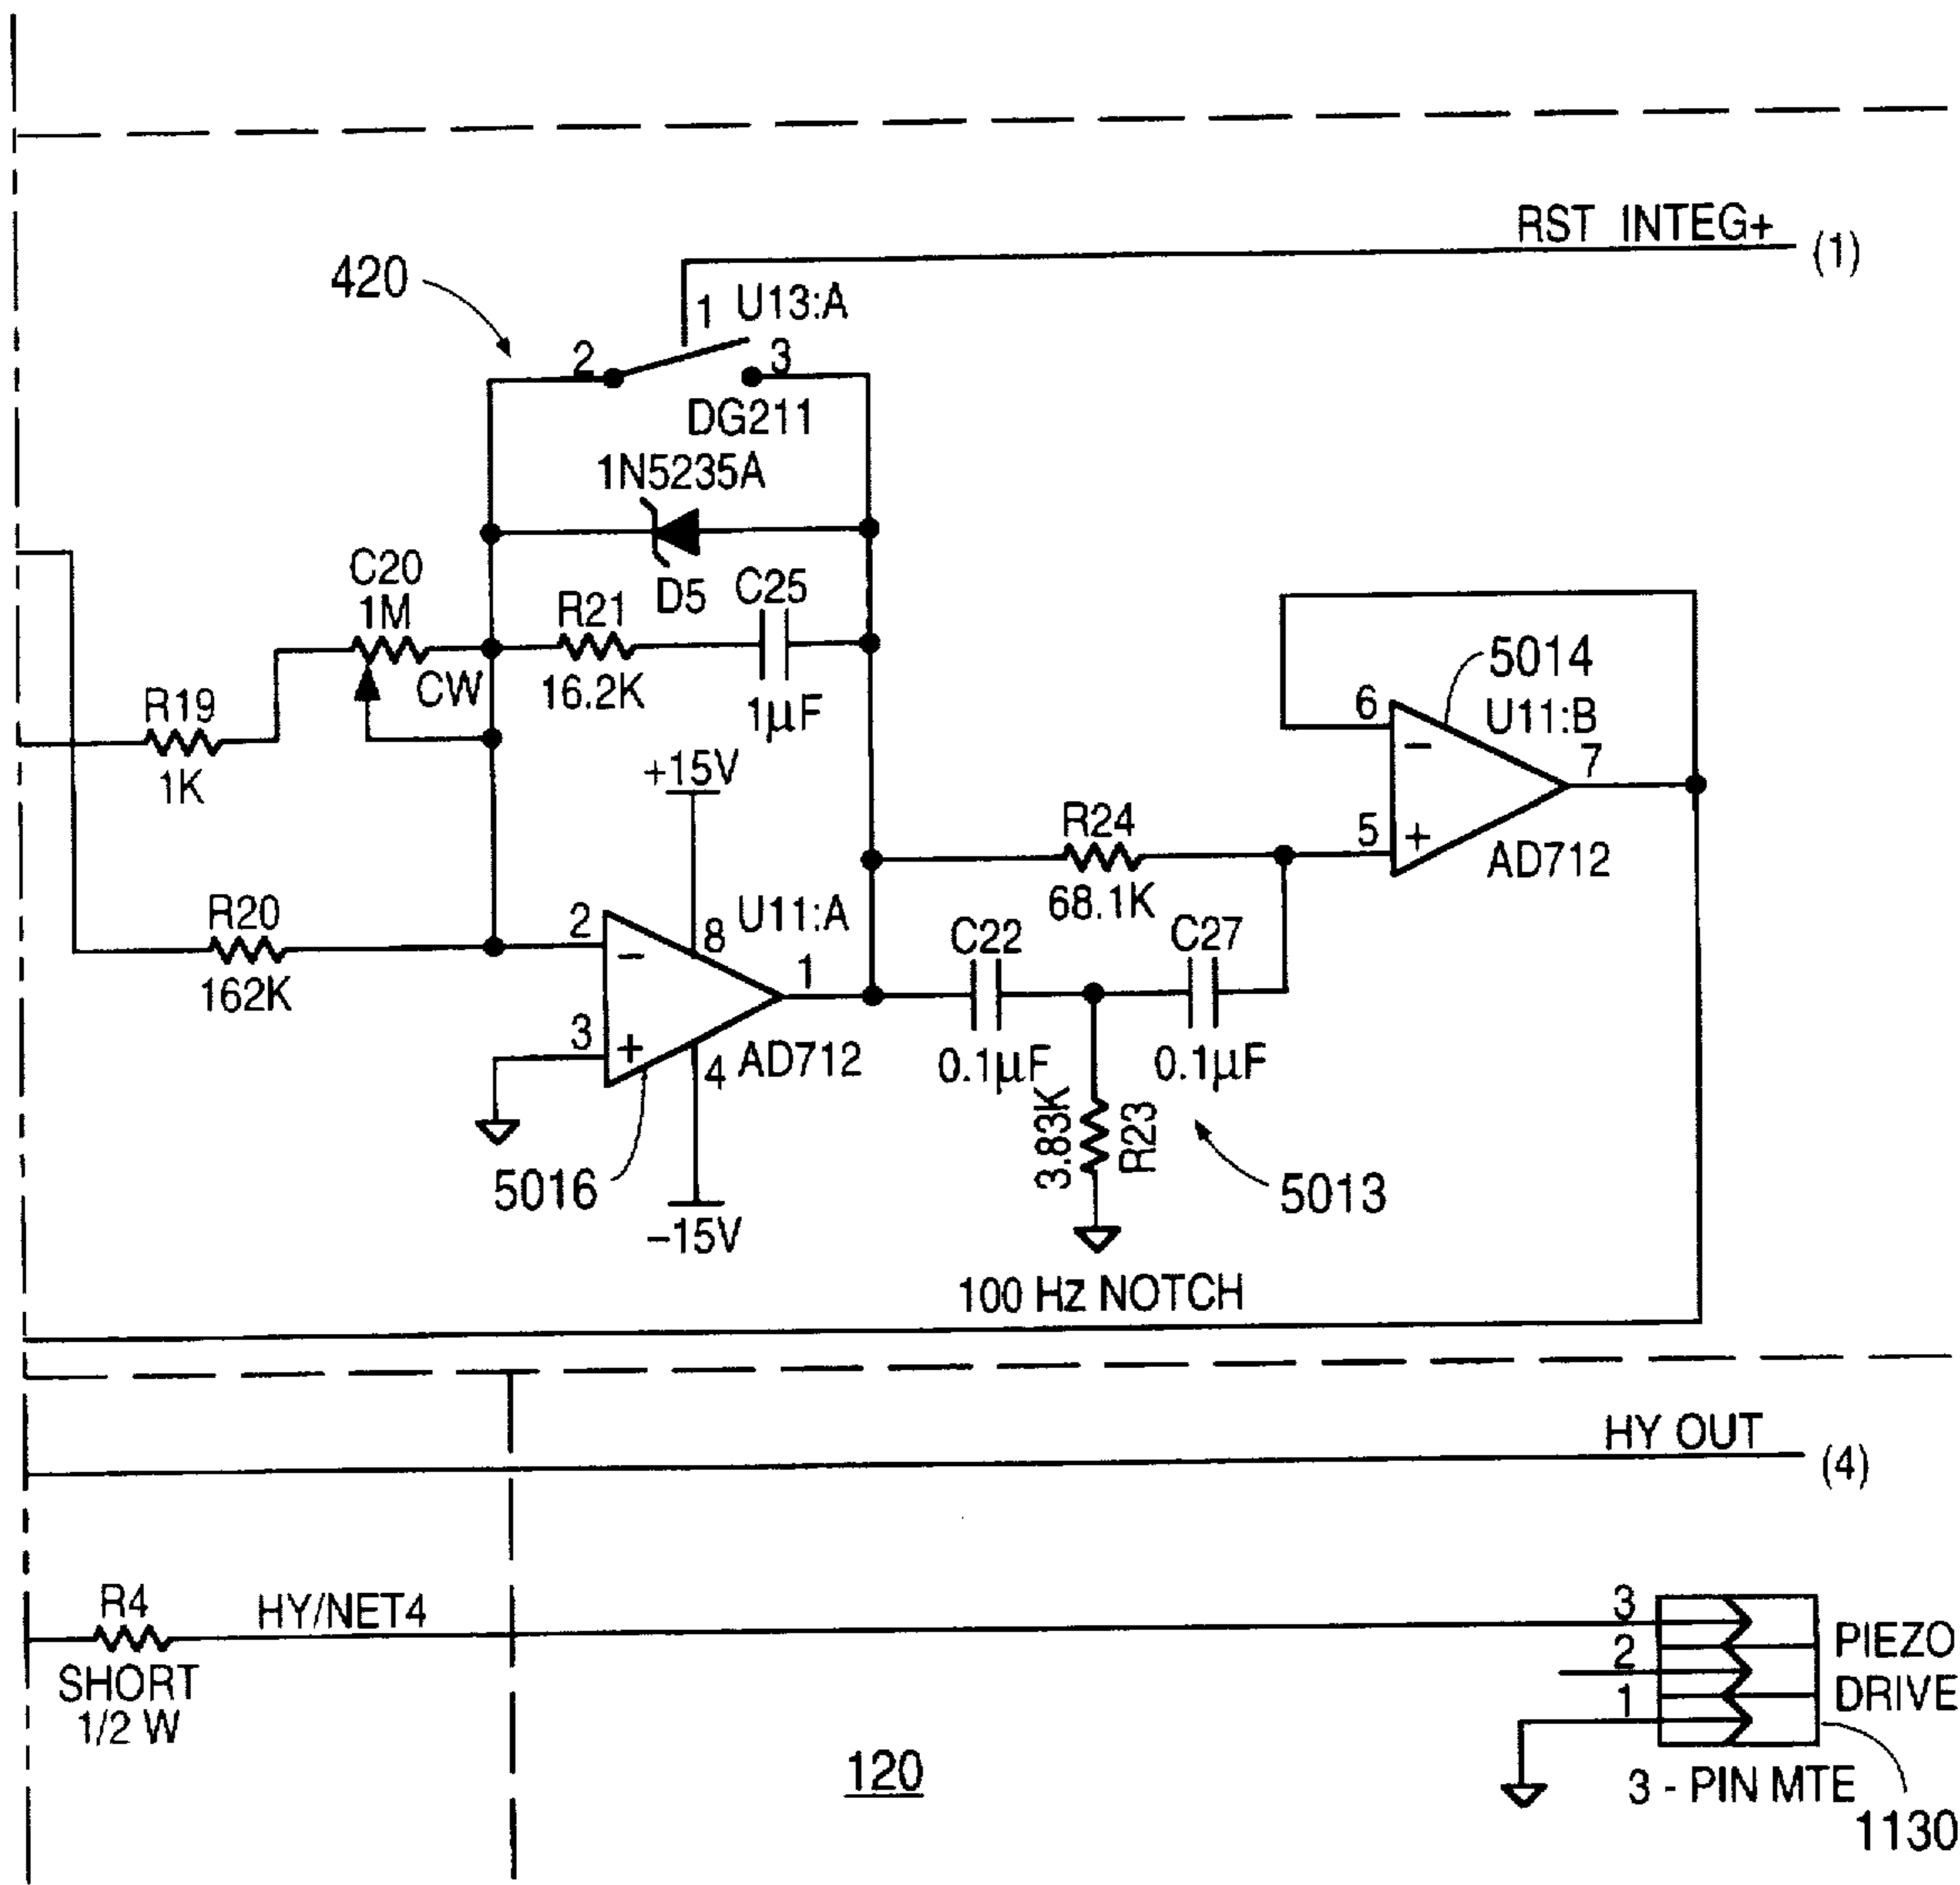 RST INTEG+ (1)
420
1 U13:A
2 3
DG211
1N5235A
D5
C20
1M
CW
R21
16.2K
C25
1µF
R19
1K
+15V
5014
6 U11:B
− 7
5 +
AD712
R24
68.1K
R20
162K
2 − 8 U11:A
1
3 + 4 AD712
C22
0.1µF
C27
0.1µF
3.83K
R23
5016
−15V
5013
100 Hz NOTCH
HY OUT (4)
R4
SHORT
1/2 W
HY/NET4
3
2
1
PIEZO
DRIVE
3 - PIN MTE
1130
120